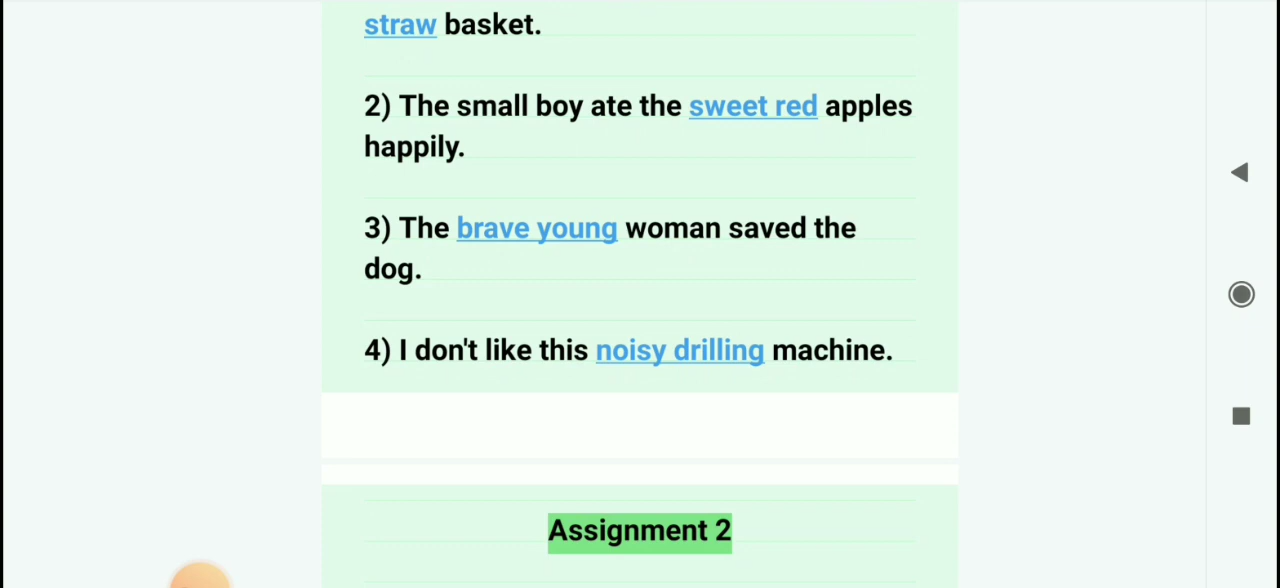 straw basket.
2) The small boy ate the sweet red apples
happily.
3) The brave young woman saved the
dog.
4) I don't like this noisy drilling machine.
Assignment 2